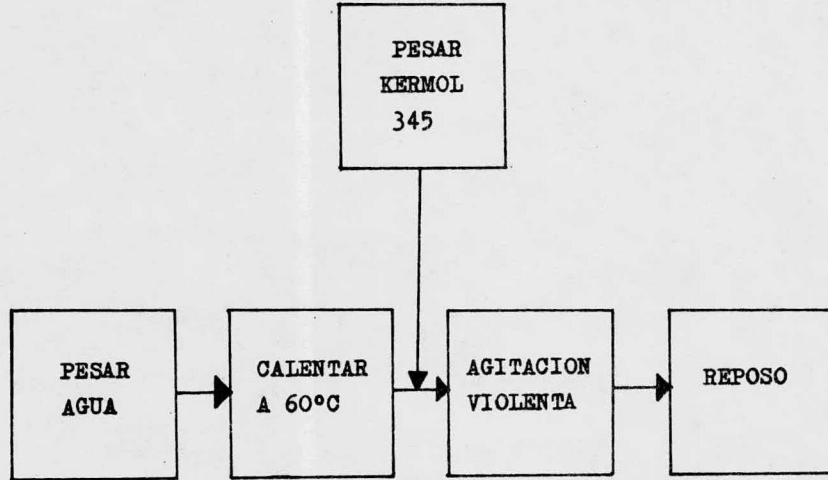 PESAR
KERMOL
345
PESAR
AGUA
CALENTAR
A 60ºC
AGITACION
VIOLENTA
REPOSO